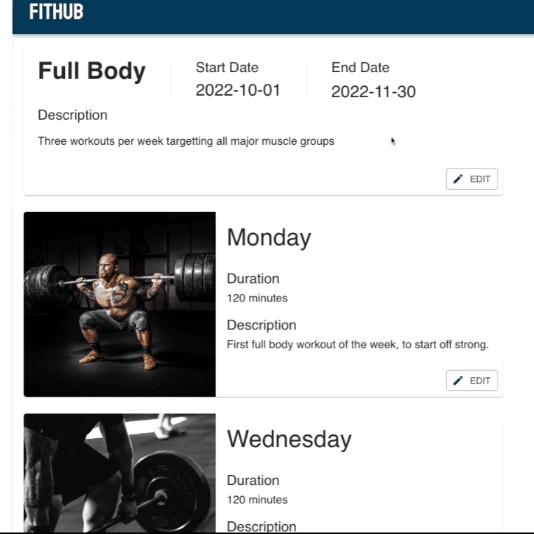 FITHUB
Full Body
Start Date
2022-10-01
End Date
2022-11-30
Description
Three workouts per week targetting all major muscle groups
EDIT
Monday
Duration
120 minutes
Description
First full body workout of the week, to start off strong.
EDIT
Wednesday
Duration
120 minutes
Description